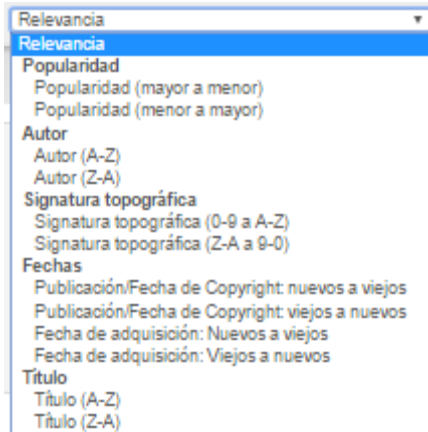 Relevancia
Relevancia
Popularidad
Popularidad (mayor a menor)
Popularidad (menor a mayor)
Autor
Autor (A-Z)
Autor (Z-A)
Signatura topográfica
Signatura topográfica (0-9 a A-Z)
Signatura topográfica (Z-A a 9-0)
Fechas
Publicación/Fecha de Copyright: nuevos a viejos
Publicación/Fecha de Copyright: viejos a nuevos
Fecha de adquisición: Nuevos a viejos
Fecha de adquisición: Viejos a nuevos
Título
Título (A-Z)
Título (Z-A)